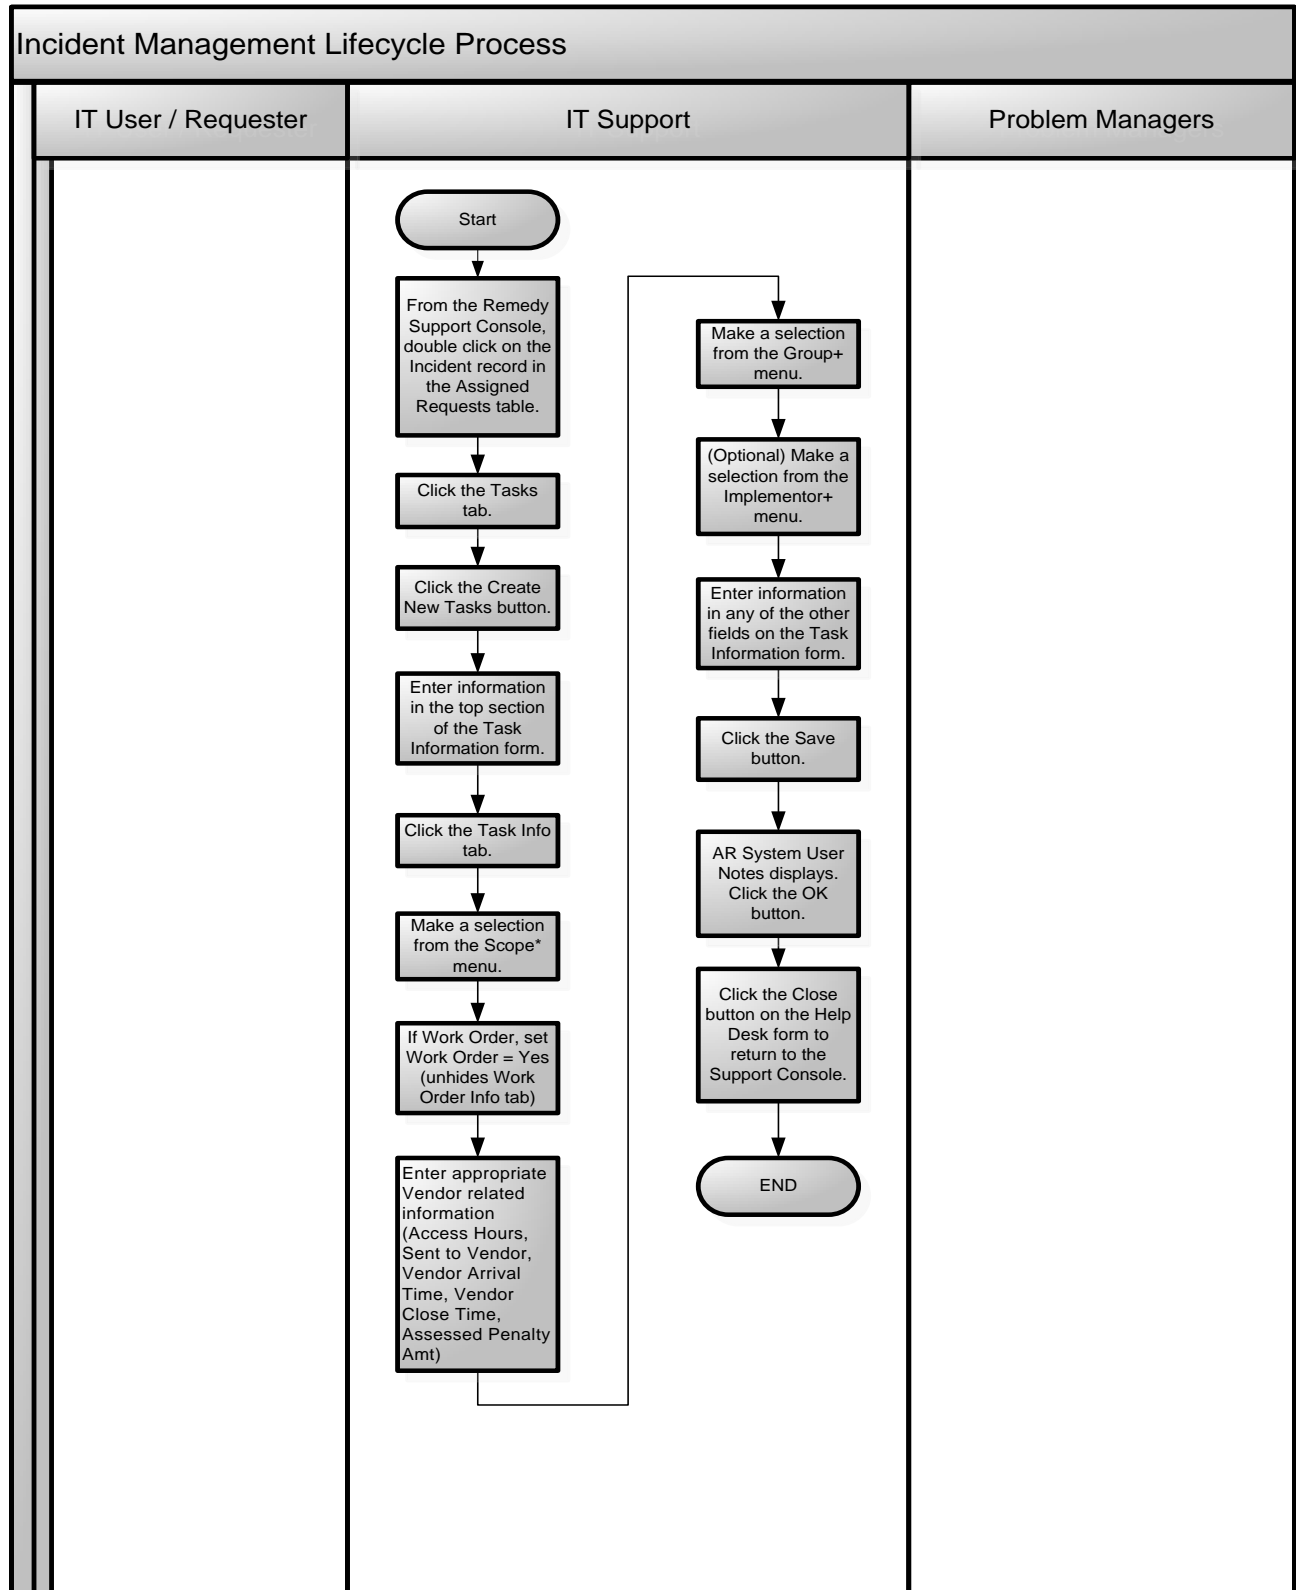 Incident Management Lifecycle Process
IT User / Requester
IT Support
Problem Managers
Start
From the Remedy
Support Console,
double click on the
Incident record in
the Assigned
Requests table.
Click the Tasks
tab.
Click the Create
New Tasks button.
Enter information
in the top section
of the Task
Information form.
Click the Task Info
tab.
Make a selection
from the Scope*
menu.
If Work Order, set
Work Order = Yes
(unhides Work
Order Info tab)
Enter appropriate
Vendor related
information
(Access Hours,
Sent to Vendor,
Vendor Arrival
Time, Vendor
Close Time,
Assessed Penalty
Amt)
Make a selection
from the Group+
menu.
(Optional) Make a
selection from the
Implementor+
menu.
Enter information
in any of the other
fields on the Task
Information form.
Click the Save
button.
AR System User
Notes displays.
Click the OK
button.
Click the Close
button on the Help
Desk form to
return to the
Support Console.
END